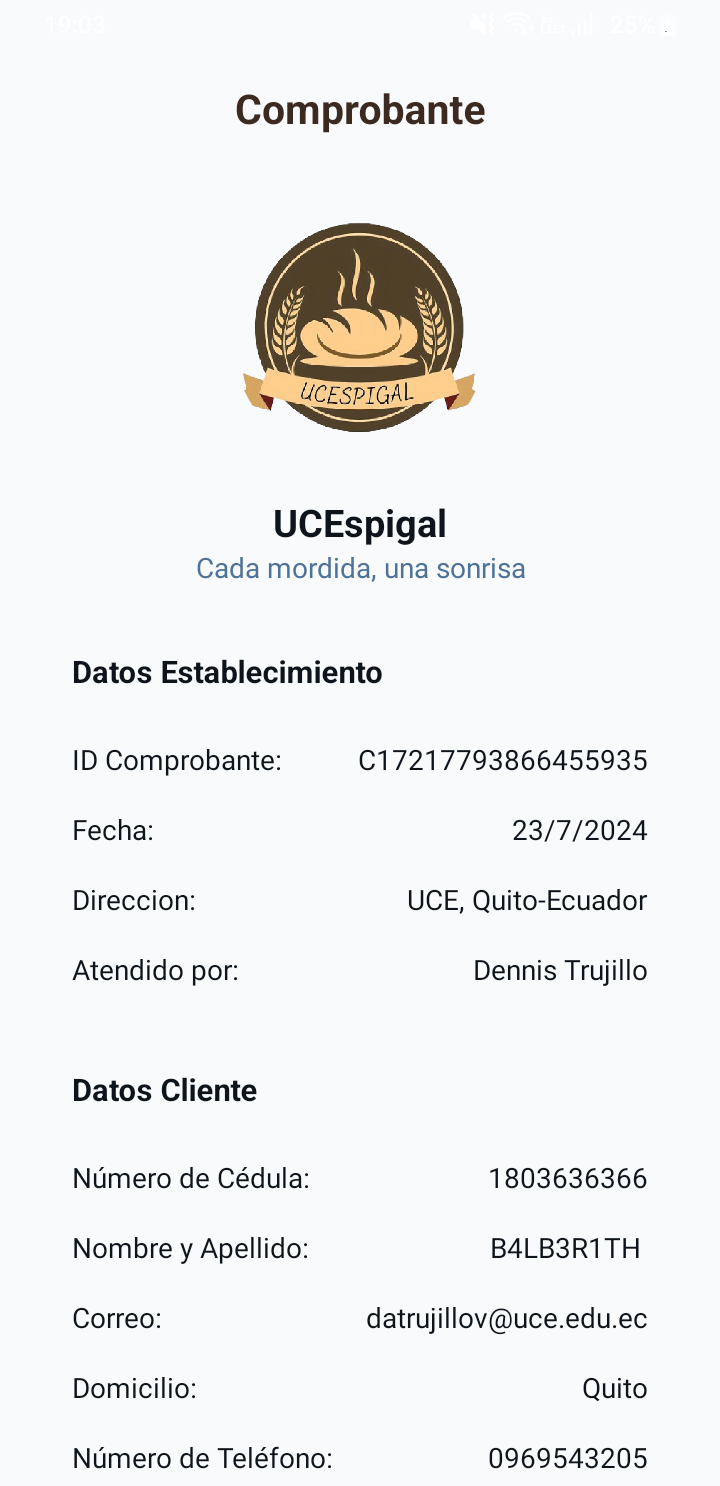 19:03
25%
Comprobante
UCESPIGAL
UCEspigal
Cada mordida, una sonrisa
Datos Establecimiento
ID Comprobante: C17217793866455935
Fecha: 23/7/2024
Direccion: UCE, Quito-Ecuador
Atendido por: Dennis Trujillo
Datos Cliente
Número de Cédula: 1803636366
Nombre y Apellido: B4LB3R1TH
Correo: datrujillov@uce.edu.ec
Domicilio: Quito
Número de Teléfono: 0969543205